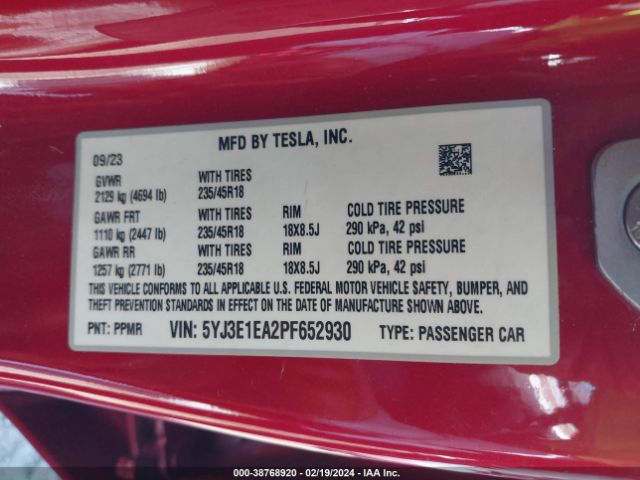 MFD BY TESLA, INC.
09/23
GVWR WITH TIRES
2129 kg (4694 lb) 235/45R18
GAWR FRT WITH TIRES RIM COLD TIRE PRESSURE
1110 kg (2447 lb) 235/45R18 18X8.5J 290 kPa, 42 psi
GAWR RR WITH TIRES RIM COLD TIRE PRESSURE
1257 kg (2771 lb) 235/45R18 18X8.5J 290 kPa, 42 psi
THIS VEHICLE CONFORMS TO ALL APPLICABLE U.S. FEDERAL MOTOR VEHICLE SAFETY, BUMPER, AND
THEFT PREVENTION STANDARDS IN EFFECT ON THE DATE OF MANUFACTURE SHOWN ABOVE.
PNT: PPMR VIN: 5YJ3E1EA2PF652930 TYPE: PASSENGER CAR
000-38768920 - 02/19/2024 - IAA Inc.